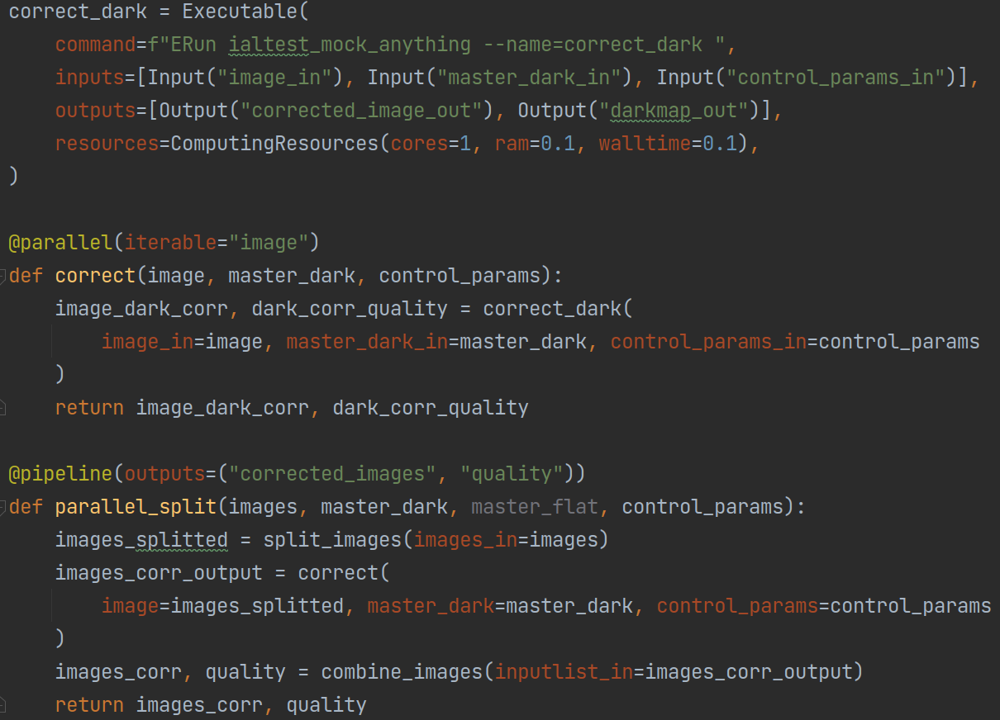 correct_dark = Executable(
    command=f"ERun ialtest_mock_anything --name=correct_dark ",
    inputs=[Input("image_in"), Input("master_dark_in"), Input("control_params_in")],
    outputs=[Output("corrected_image_out"), Output("darkmap_out")],
    resources=ComputingResources(cores=1, ram=0.1, walltime=0.1),
)

@parallel(iterable="image")
def correct(image, master_dark, control_params):
    image_dark_corr, dark_corr_quality = correct_dark(
        image_in=image, master_dark_in=master_dark, control_params_in=control_params
    )
    return image_dark_corr, dark_corr_quality

@pipeline(outputs=("corrected_images", "quality"))
def parallel_split(images, master_dark, master_flat, control_params):
    images_splitted = split_images(images_in=images)
    images_corr_output = correct(
        image=images_splitted, master_dark=master_dark, control_params=control_params
    )
    images_corr, quality = combine_images(inputlist_in=images_corr_output)
    return images_corr, quality